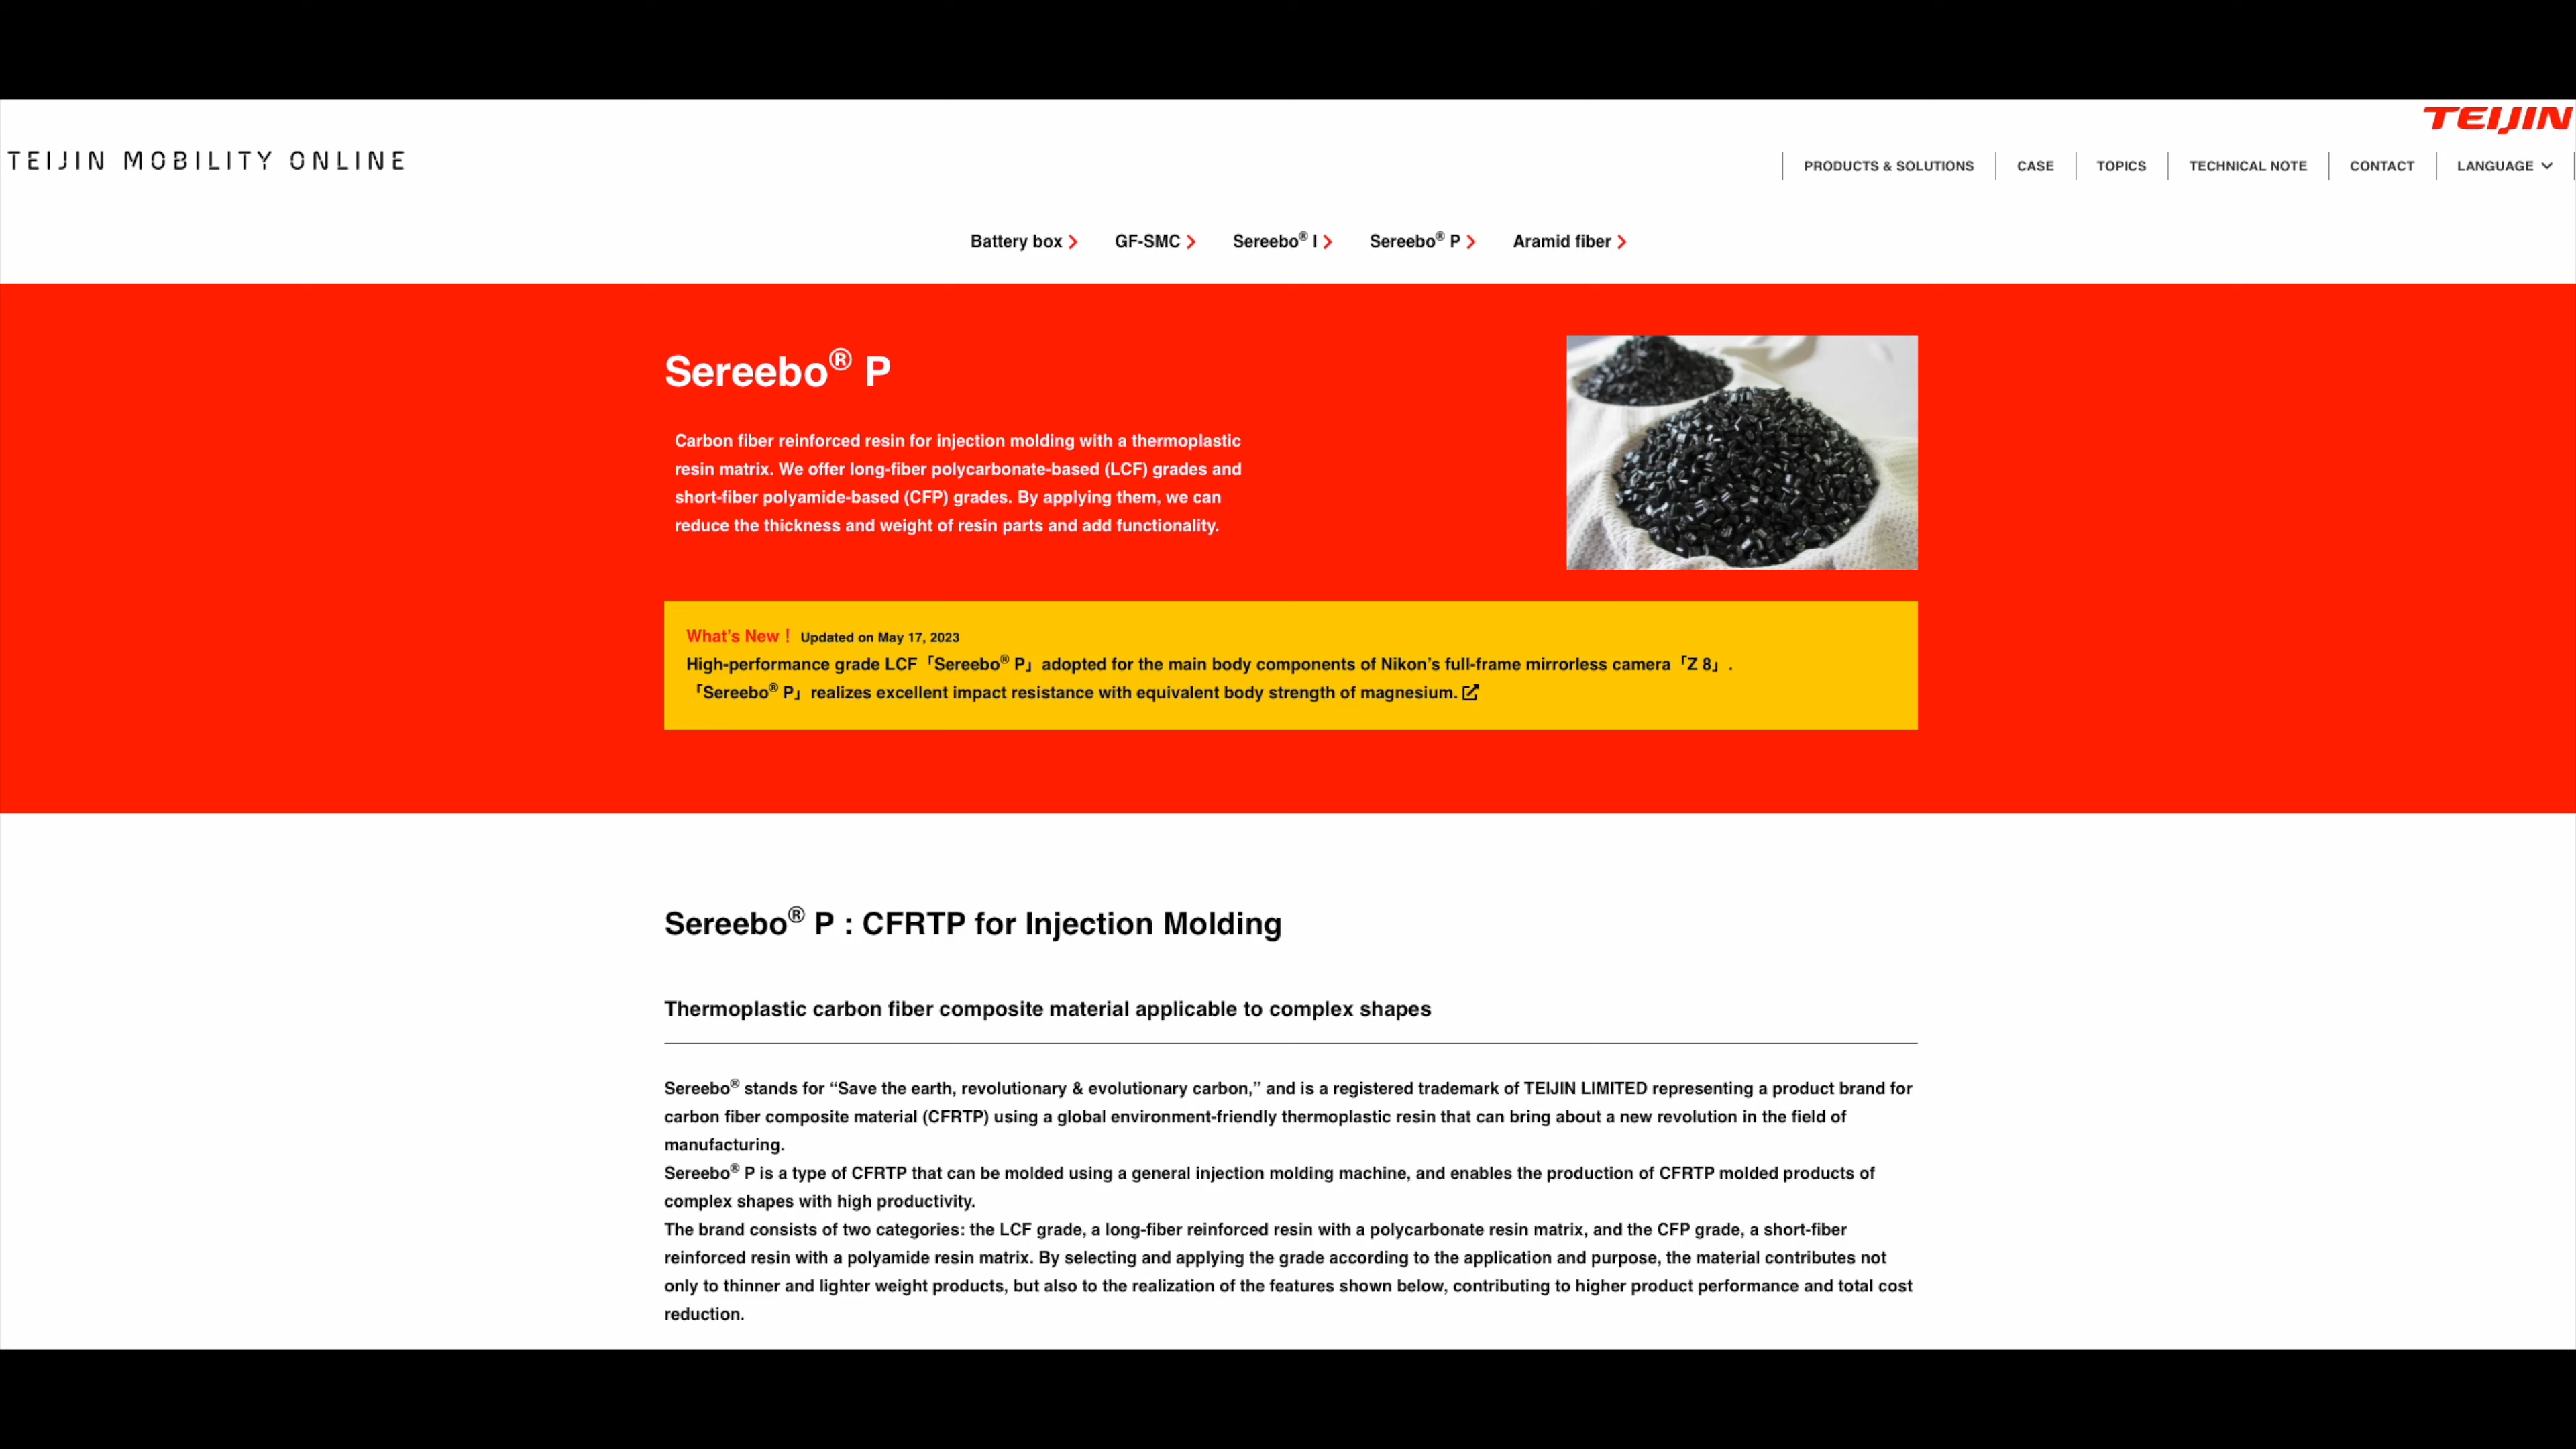 TEIJIN
TEIJIN MOBILITY ONLINE
PRODUCTS & SOLUTIONS
CASE
TOPICS
TECHNICAL NOTE
CONTACT
LANGUAGE
Battery box
GF-SMC
Sereebo® I
Sereebo® P
Aramid fiber
Sereebo® P
Carbon fiber reinforced resin for injection molding with a thermoplastic
resin matrix. We offer long-fiber polycarbonate-based (LCF) grades and
short-fiber polyamide-based (CFP) grades. By applying them, we can
reduce the thickness and weight of resin parts and add functionality.
What’s New！ Updated on May 17, 2023
High-performance grade LCF「Sereebo® P」adopted for the main body components of Nikon’s full-frame mirrorless camera「Z 8」.
「Sereebo® P」realizes excellent impact resistance with equivalent body strength of magnesium.
Sereebo® P : CFRTP for Injection Molding
Thermoplastic carbon fiber composite material applicable to complex shapes
Sereebo® stands for “Save the earth, revolutionary & evolutionary carbon,” and is a registered trademark of TEIJIN LIMITED representing a product brand for
carbon fiber composite material (CFRTP) using a global environment-friendly thermoplastic resin that can bring about a new revolution in the field of
manufacturing.
Sereebo® P is a type of CFRTP that can be molded using a general injection molding machine, and enables the production of CFRTP molded products of
complex shapes with high productivity.
The brand consists of two categories: the LCF grade, a long-fiber reinforced resin with a polycarbonate resin matrix, and the CFP grade, a short-fiber
reinforced resin with a polyamide resin matrix. By selecting and applying the grade according to the application and purpose, the material contributes not
only to thinner and lighter weight products, but also to the realization of the features shown below, contributing to higher product performance and total cost
reduction.